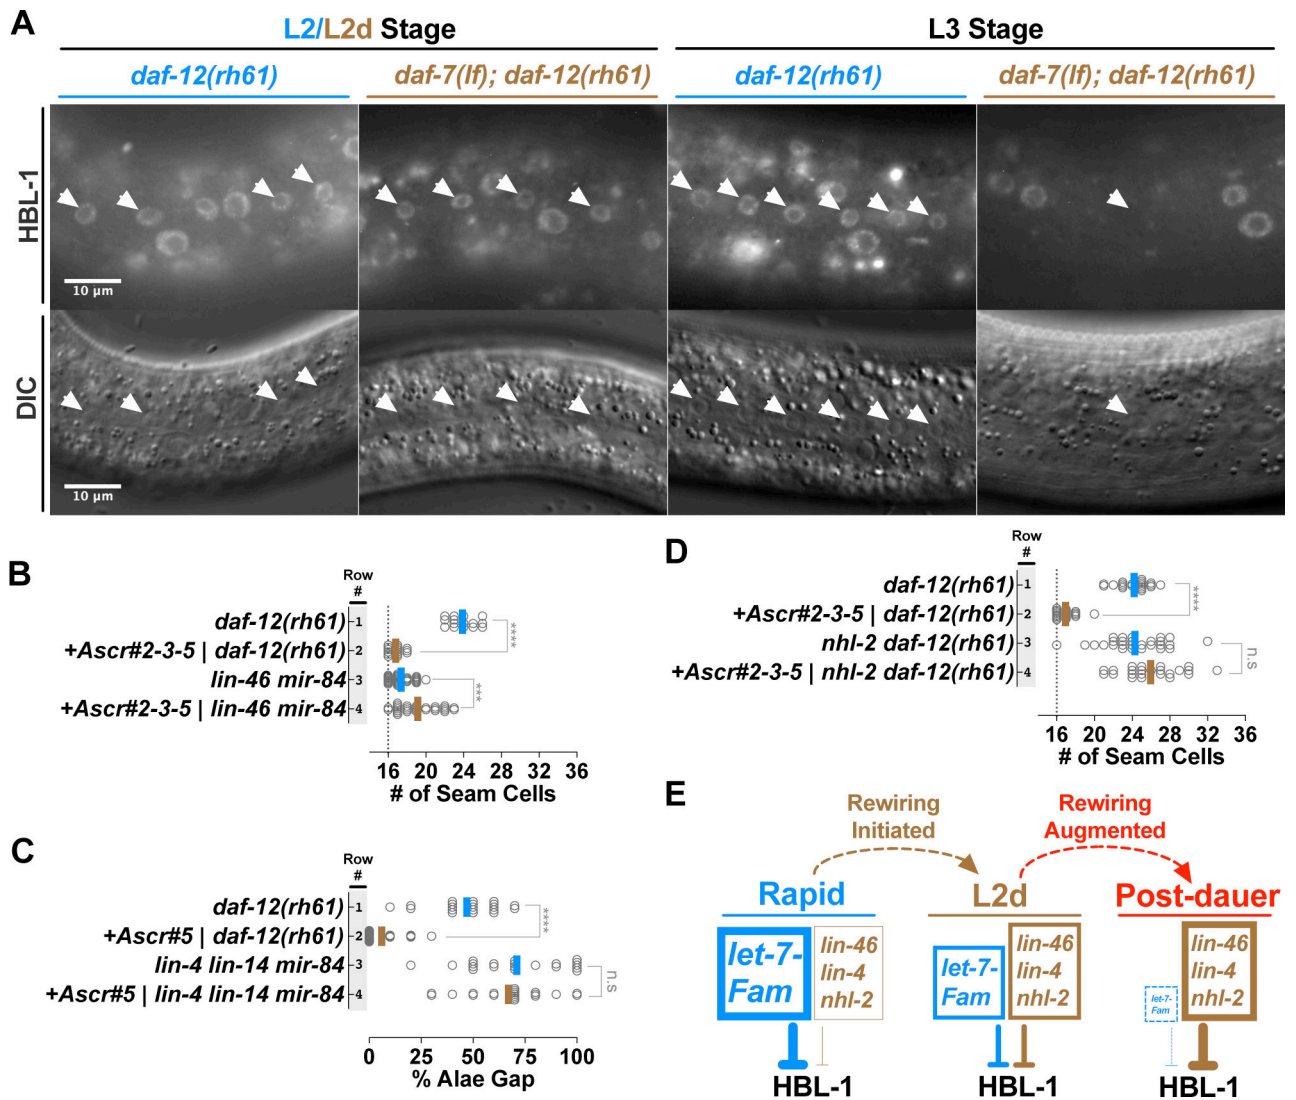 A
L2/L2d Stage
L3 Stage
daf-12(rh61)
daf-7(lf); daf-12(rh61)
daf-12(rh61)
daf-7(lf); daf-12(rh61)
HBL-1
10 µm
DIC
10 µm
B
Row
#
daf-12(rh61)
1
+Ascr#2-3-5 | daf-12(rh61)
2
lin-46 mir-84
3
+Ascr#2-3-5 | lin-46 mir-84
4
****
***
16 20 24 28 32 36
# of Seam Cells
C
Row
#
daf-12(rh61)
1
+Ascr#5 | daf-12(rh61)
2
lin-4 lin-14 mir-84
3
+Ascr#5 | lin-4 lin-14 mir-84
4
****
n.s
0 25 50 75 100
% Alae Gap
D
Row
#
daf-12(rh61)
1
+Ascr#2-3-5 | daf-12(rh61)
2
nhl-2 daf-12(rh61)
3
+Ascr#2-3-5 | nhl-2 daf-12(rh61)
4
****
n.s
16 20 24 28 32 36
# of Seam Cells
E
Rewiring
Initiated
Rewiring
Augmented
Rapid
L2d
Post-dauer
let-7-
Fam
lin-46
lin-4
nhl-2
HBL-1
let-7-
Fam
lin-46
lin-4
nhl-2
HBL-1
let-7-
Fam
lin-46
lin-4
nhl-2
HBL-1